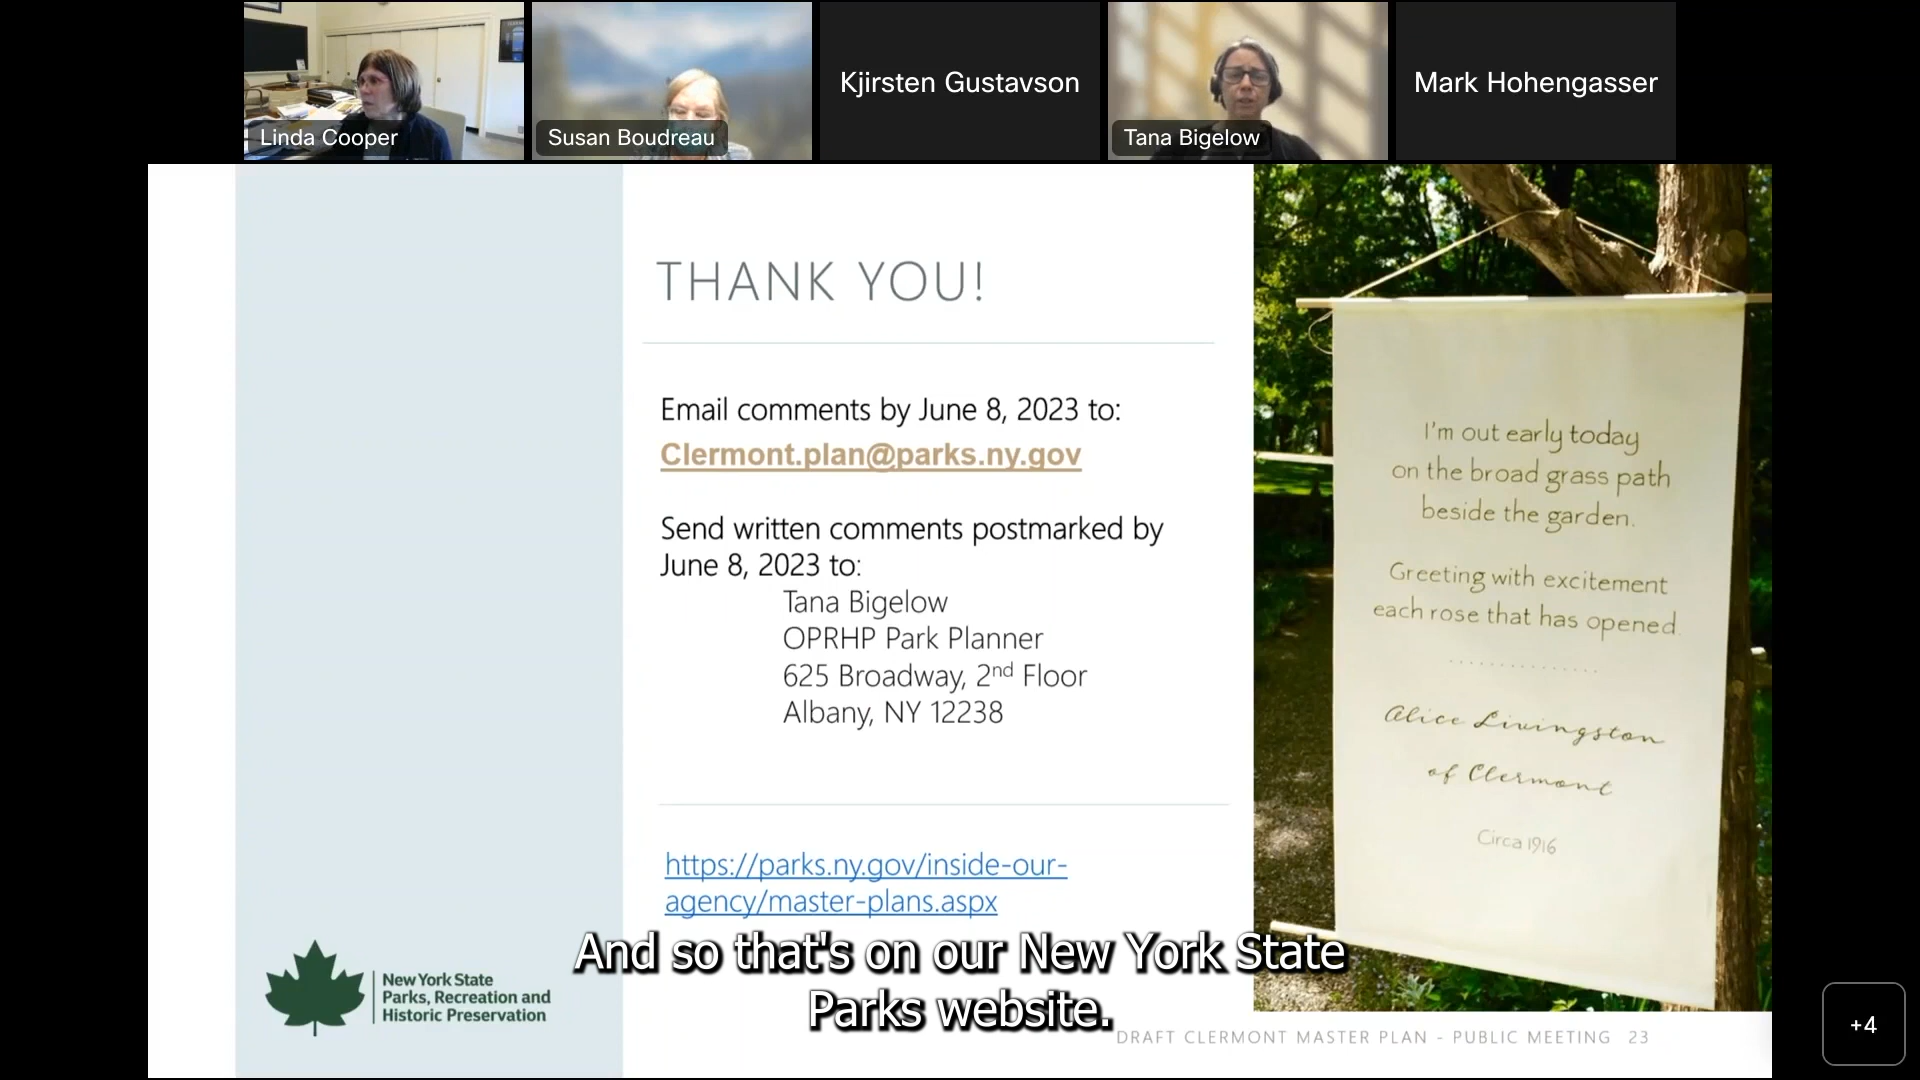 Linda Cooper
Susan Boudreau
Kjirsten Gustavson
Tana Bigelow
Mark Hohengasser
THANK YOU!
Email comments by June 8, 2023 to:
Clermont.plan@parks.ny.gov
Send written comments postmarked by
June 8, 2023 to:
Tana Bigelow
OPRHP Park Planner
625 Broadway, 2nd Floor
Albany, NY 12238
https://parks.ny.gov/inside-our-
agency/master-plans.aspx
I'm out early today
on the broad grass path
beside the garden.
Greeting with excitement
each rose that has opened.
...............
Alice Livingston
of Clermont
Circa 1916
New York State
Parks, Recreation and
Historic Preservation
And so that's on our New York State
Parks website.
DRAFT CLERMONT MASTER PLAN - PUBLIC MEETING 23
+4